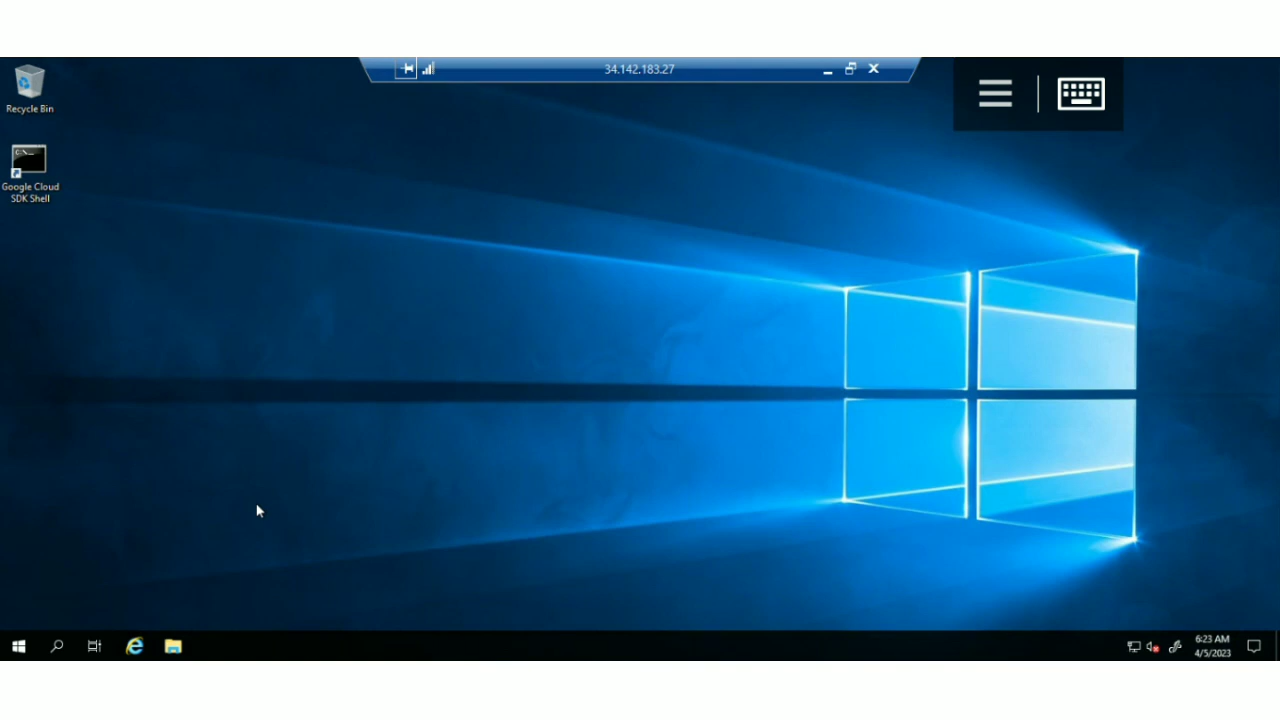 34.142.183.27
Recycle Bin
C:\...
Google Cloud
SDK Shell
6:23 AM
4/5/2023